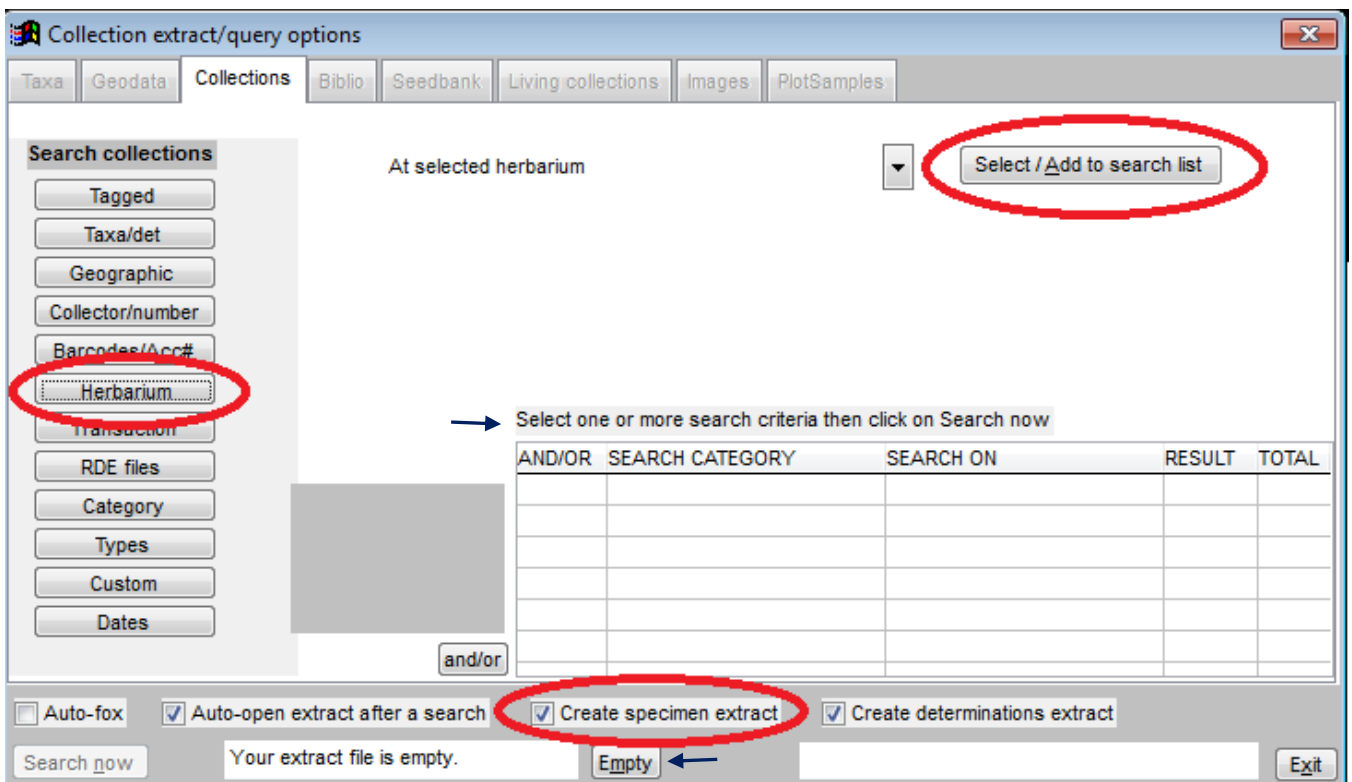 Collection extract/query options
Taxa Geodata Collections Biblio Seedbank Living collections Images PlotSamples
Search collections
At selected herbarium
Select / Add to search list
Tagged
Taxa/det
Geographic
Collector/number
Barcodes/Acc#
Herbarium
Transaction
RDE files
Category
Types
Custom
Dates
Select one or more search criteria then click on Search now
AND/OR SEARCH CATEGORY SEARCH ON RESULT TOTAL
and/or
Auto-fox Auto-open extract after a search Create specimen extract Create determinations extract
Search now Your extract file is empty. Empty Exit